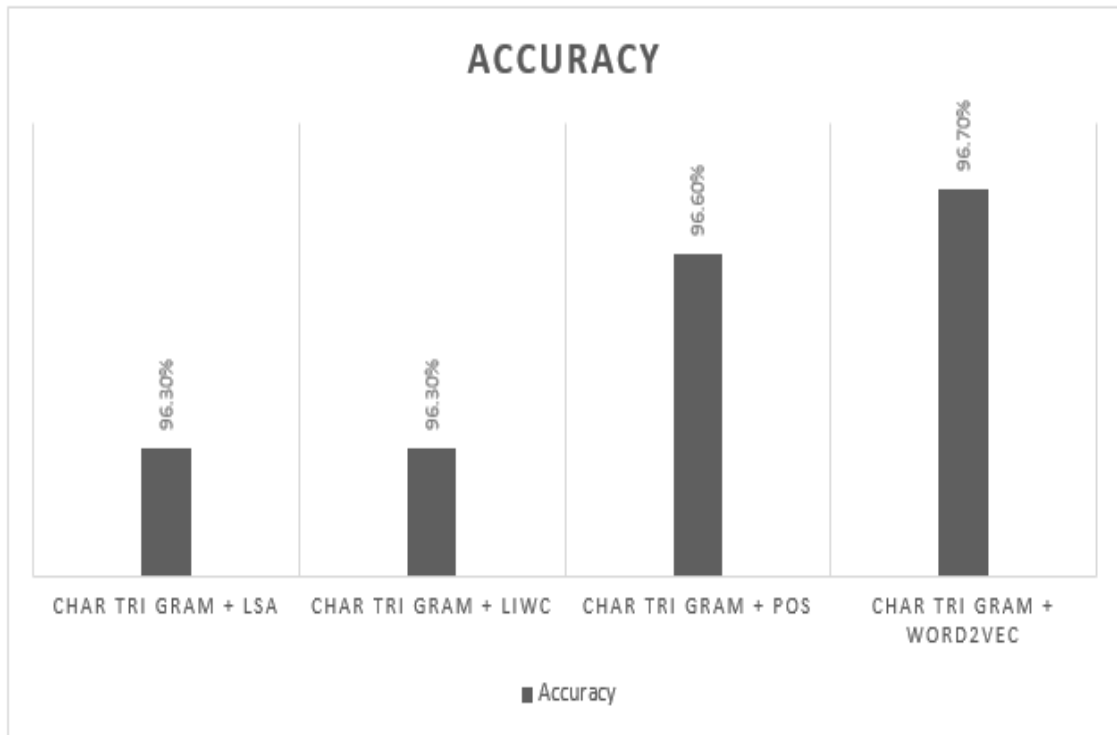 ACCURACY
96.30%
96.30%
96.60%
96.70%
CHAR TRI GRAM + LSA
CHAR TRI GRAM + LIWC
CHAR TRI GRAM + POS
CHAR TRI GRAM +
WORD2VEC
Accuracy